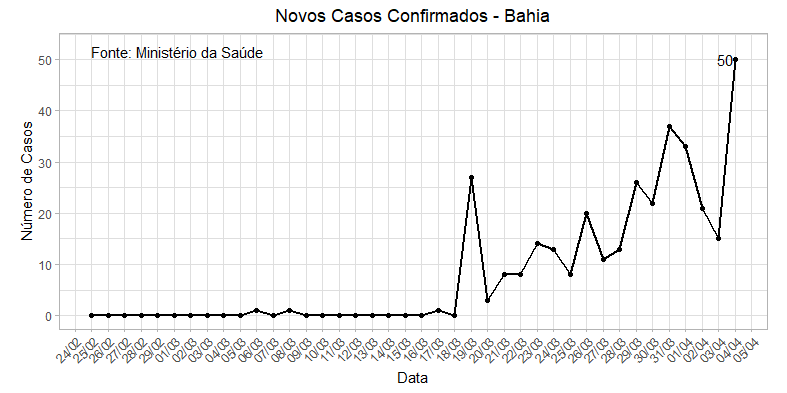 Novos Casos Confirmados - Bahia
Fonte: Ministério da Saúde
50
Número de Casos
50
40
30
20
10
0
24/02 25/02 26/02 27/02 28/02 29/02 01/03 02/03 03/03 04/03 05/03 06/03 07/03 08/03 09/03 10/03 11/03 12/03 13/03 14/03 15/03 16/03 17/03 18/03 19/03 20/03 21/03 22/03 23/03 24/03 25/03 26/03 27/03 28/03 29/03 30/03 31/03 01/04 02/04 03/04 04/04 05/04
Data